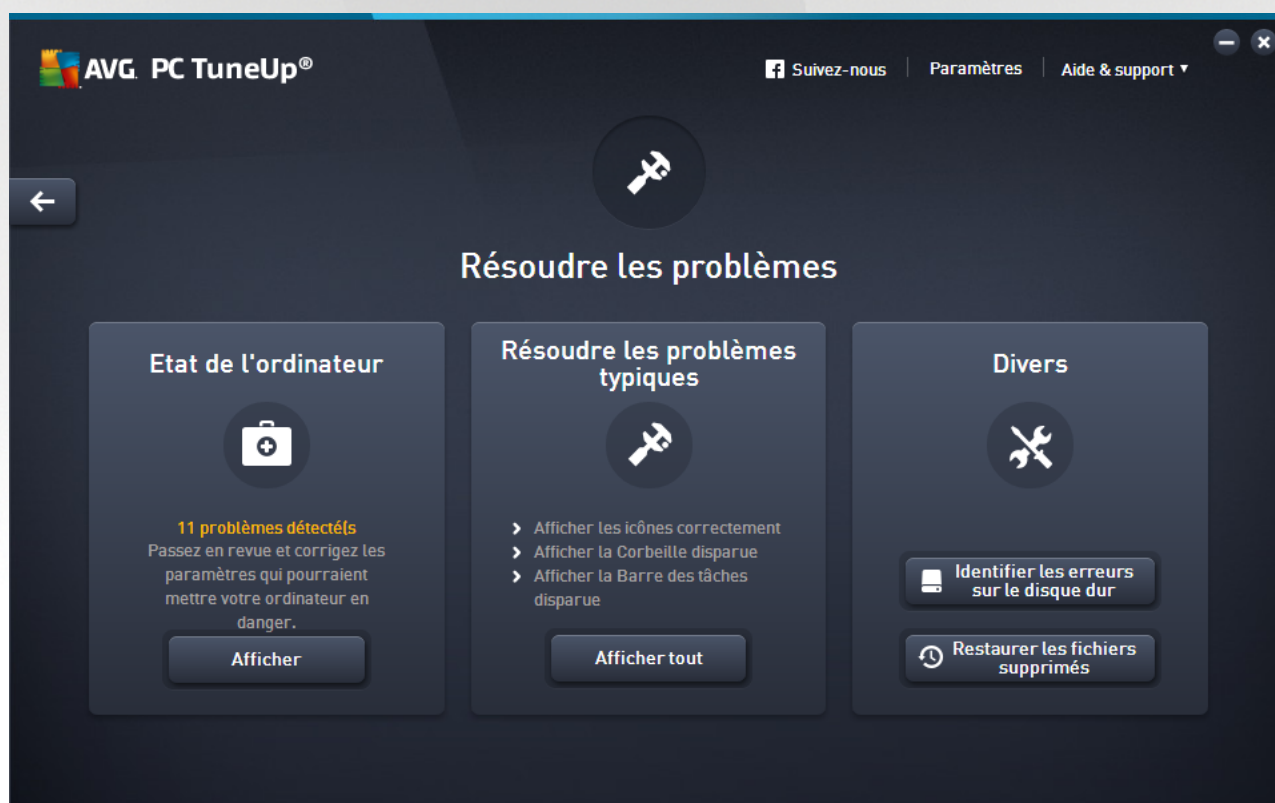 AVG. PC TuneUp®
Suivez-nous
Paramètres
Aide & support
Résoudre les problèmes
Etat de l'ordinateur
11 problèmes détecté(s
Passez en revue et corrigez les
paramètres qui pourraient
mettre votre ordinateur en
danger.
Afficher
Résoudre les problèmes
typiques
Afficher les icônes correctement
Afficher la Corbeille disparue
Afficher la Barre des tâches
disparue
Afficher tout
Divers
Identifier les erreurs
sur le disque dur
Restaurer les fichiers
supprimés